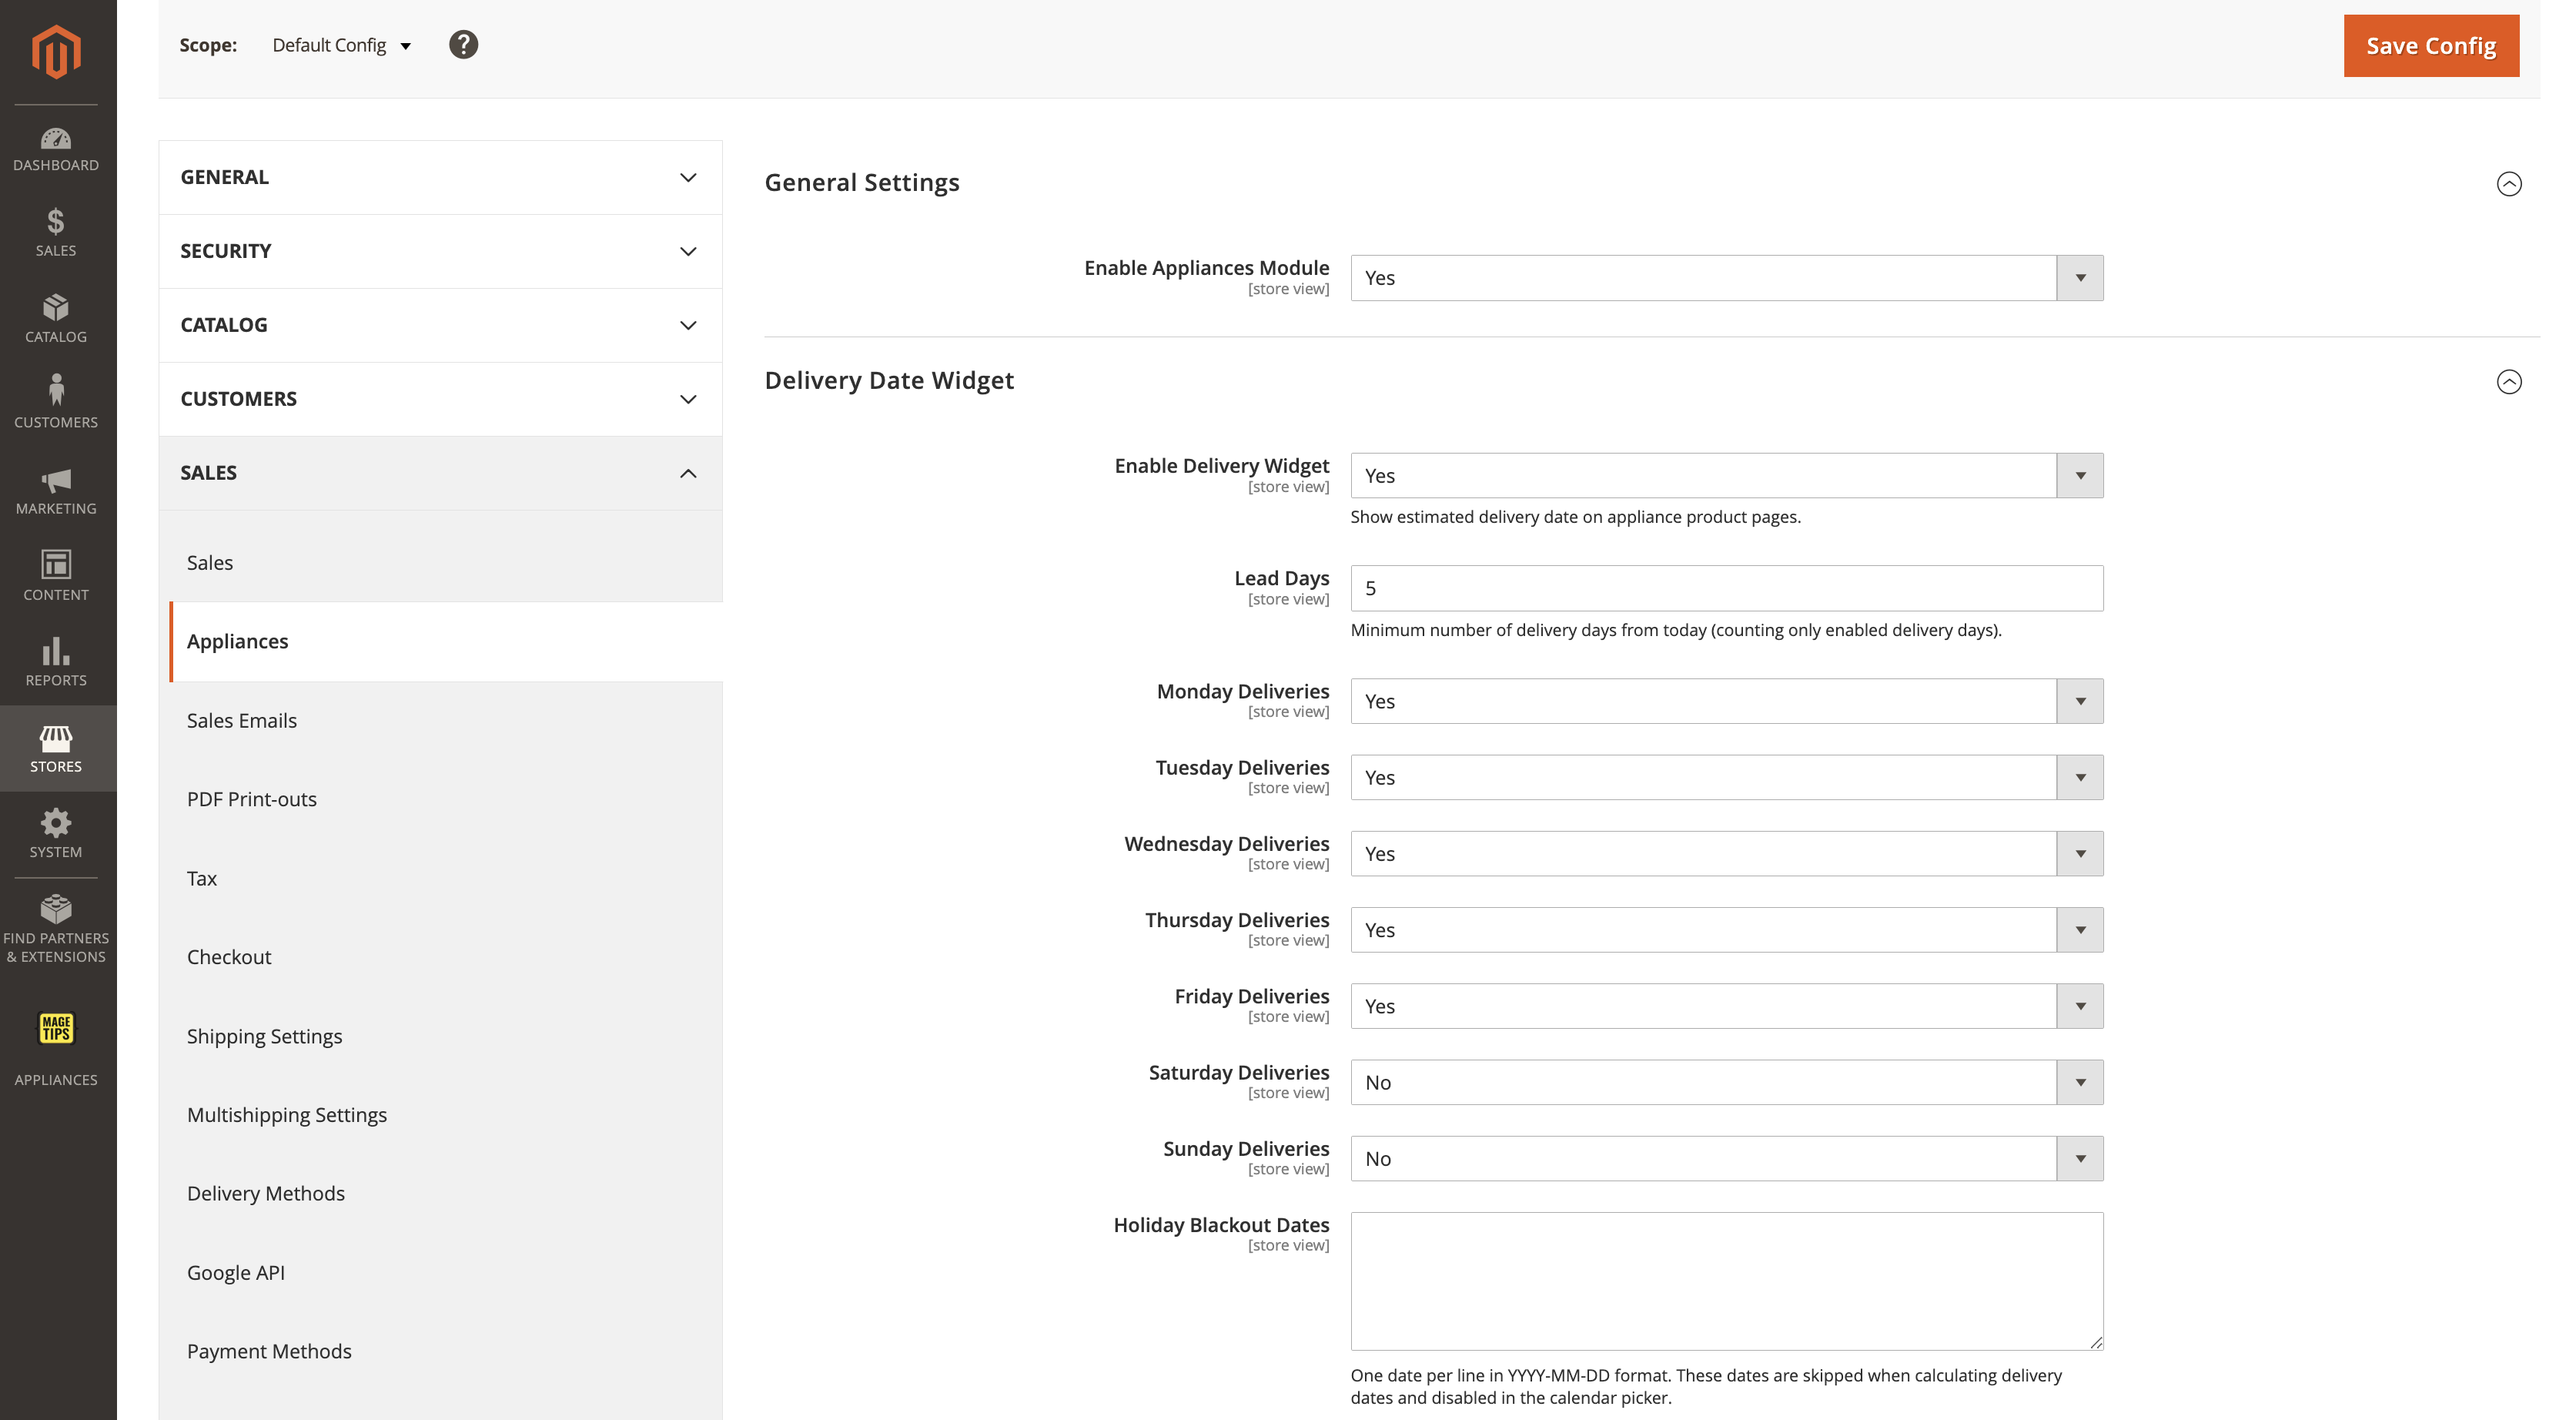 Scope:
Default Config
?
Save Config
DASHBOARD
$
SALES
CATALOG
CUSTOMERS
MARKETING
CONTENT
REPORTS
STORES
SYSTEM
FIND PARTNERS
& EXTENSIONS
MAGE
TIPS
APPLIANCES
GENERAL
SECURITY
CATALOG
CUSTOMERS
SALES
Sales
Appliances
Sales Emails
PDF Print-outs
Tax
Checkout
Shipping Settings
Multishipping Settings
Delivery Methods
Google API
Payment Methods
General Settings
Enable Appliances Module
[store view]
Yes
Delivery Date Widget
Enable Delivery Widget
[store view]
Yes
Show estimated delivery date on appliance product pages.
Lead Days
[store view]
5
Minimum number of delivery days from today (counting only enabled delivery days).
Monday Deliveries
[store view]
Yes
Tuesday Deliveries
[store view]
Yes
Wednesday Deliveries
[store view]
Yes
Thursday Deliveries
[store view]
Yes
Friday Deliveries
[store view]
Yes
Saturday Deliveries
[store view]
No
Sunday Deliveries
[store view]
No
Holiday Blackout Dates
[store view]
One date per line in YYYY-MM-DD format. These dates are skipped when calculating delivery
dates and disabled in the calendar picker.